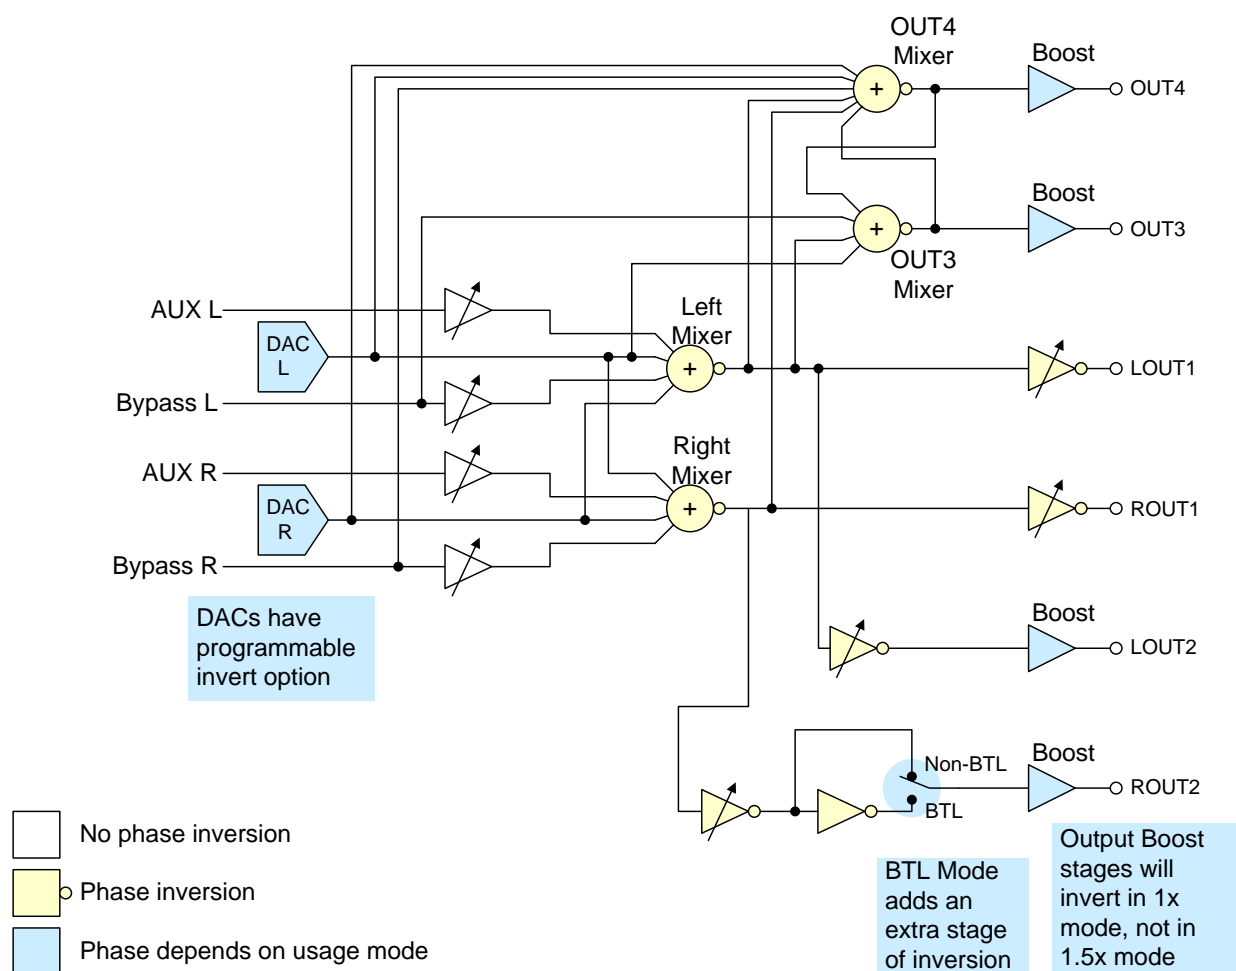 OUT4
Mixer
Boost
+
OUT4
Boost
+
OUT3
OUT3
Mixer
AUX L
Left
Mixer
DAC
L
+
LOUT1
Bypass L
Right
Mixer
AUX R
DAC
R
+
ROUT1
Bypass R
DACs have
programmable
invert option
Boost
LOUT2
Boost
Non-BTL
ROUT2
BTL
No phase inversion
Phase inversion
Phase depends on usage mode
BTL Mode
adds an
extra stage
of inversion
Output Boost
stages will
invert in 1x
mode, not in
1.5x mode